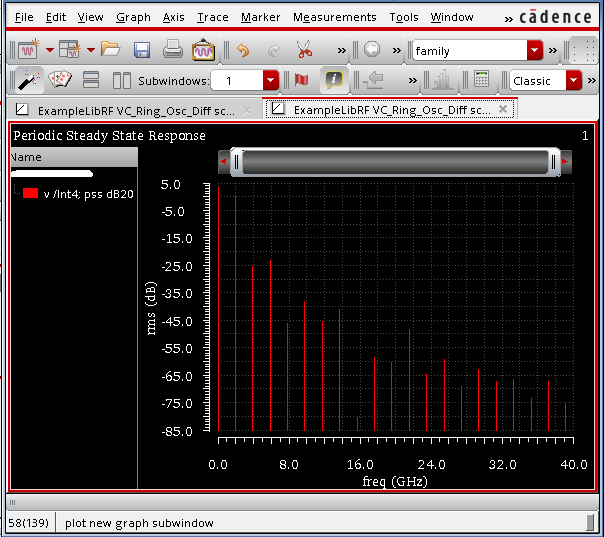 File Edit View Graph Axis Trace Marker Measurements Tools Window » cādence
» » family »
Subwindows: 1 » » Classic »
ExampleLibRF VC_Ring_Osc_Diff sc... ExampleLibRF VC_Ring_Osc_Diff sc...
Periodic Steady State Response 1
Name
v /Int4; pss dB20
5.0
-5.0
-15.0
-25.0
-35.0
-45.0
-55.0
-65.0
-75.0
-85.0
rms (dB)
0.0 8.0 16.0 24.0 32.0 40.0
freq (GHz)
58(139) plot new graph subwindow